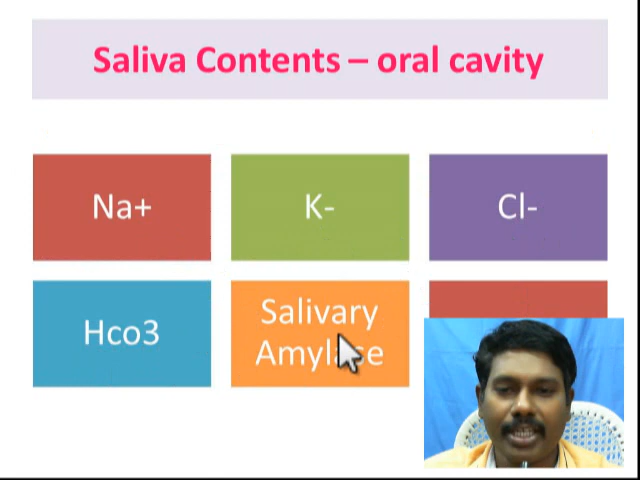 Saliva Contents – oral cavity
Na+
K-
Cl-
Hco3
Salivary
Amylase